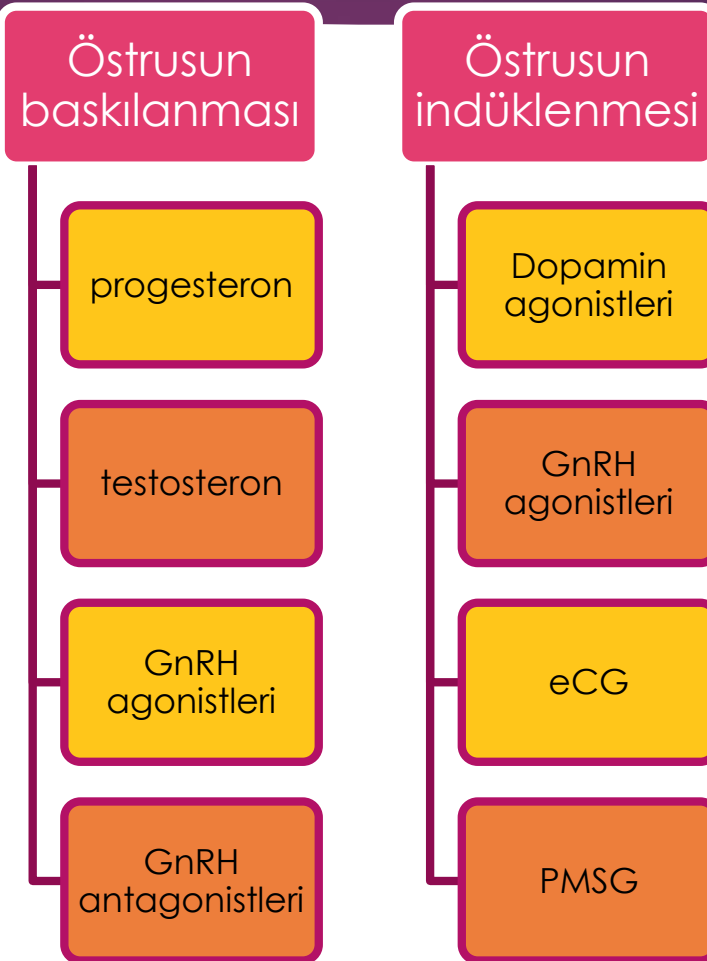 Östrusun
baskılanması
progesteron
testosteron
GnRH
agonistleri
GnRH
antagonistleri
Östrusun
indüklenmesi
Dopamin
agonistleri
GnRH
agonistleri
eCG
PMSG